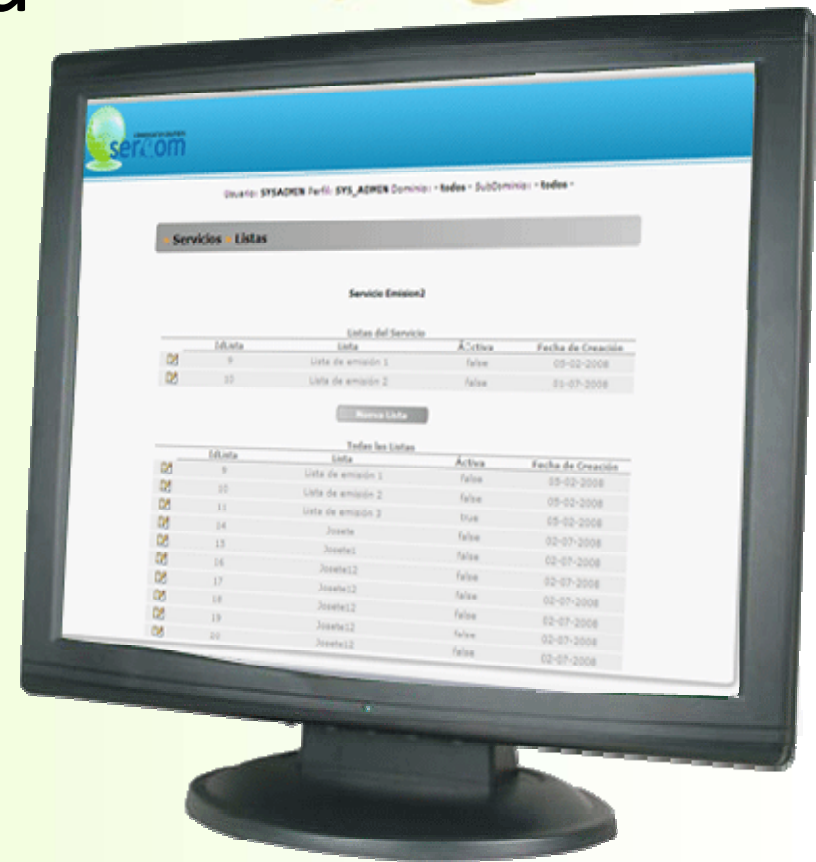 a
sercom
Usuario: SYSADMIN Perfil: SYS_ADMIN Dominio: - todos - SubDominio: - todos -
Servicios Listas
Servicio Emision2
Listas del Servicio
IdLista Lista Ã□ctiva Fecha de Creación
9 Lista de emisión 1 false 05-02-2008
10 Lista de emisión 2 false 01-07-2008
Nueva Lista
Todas las Listas
IdLista Lista Activa Fecha de Creación
9 Lista de emisión 1 false 05-02-2008
10 Lista de emisión 2 false 05-02-2008
11 Lista de emisión 3 true 05-02-2008
14 Josete false 02-07-2008
15 Josete1 false 02-07-2008
16 Josete12 false 02-07-2008
17 Josete12 false 02-07-2008
18 Josete12 false 02-07-2008
19 Josete12 false 02-07-2008
20 Josete12 false 02-07-2008